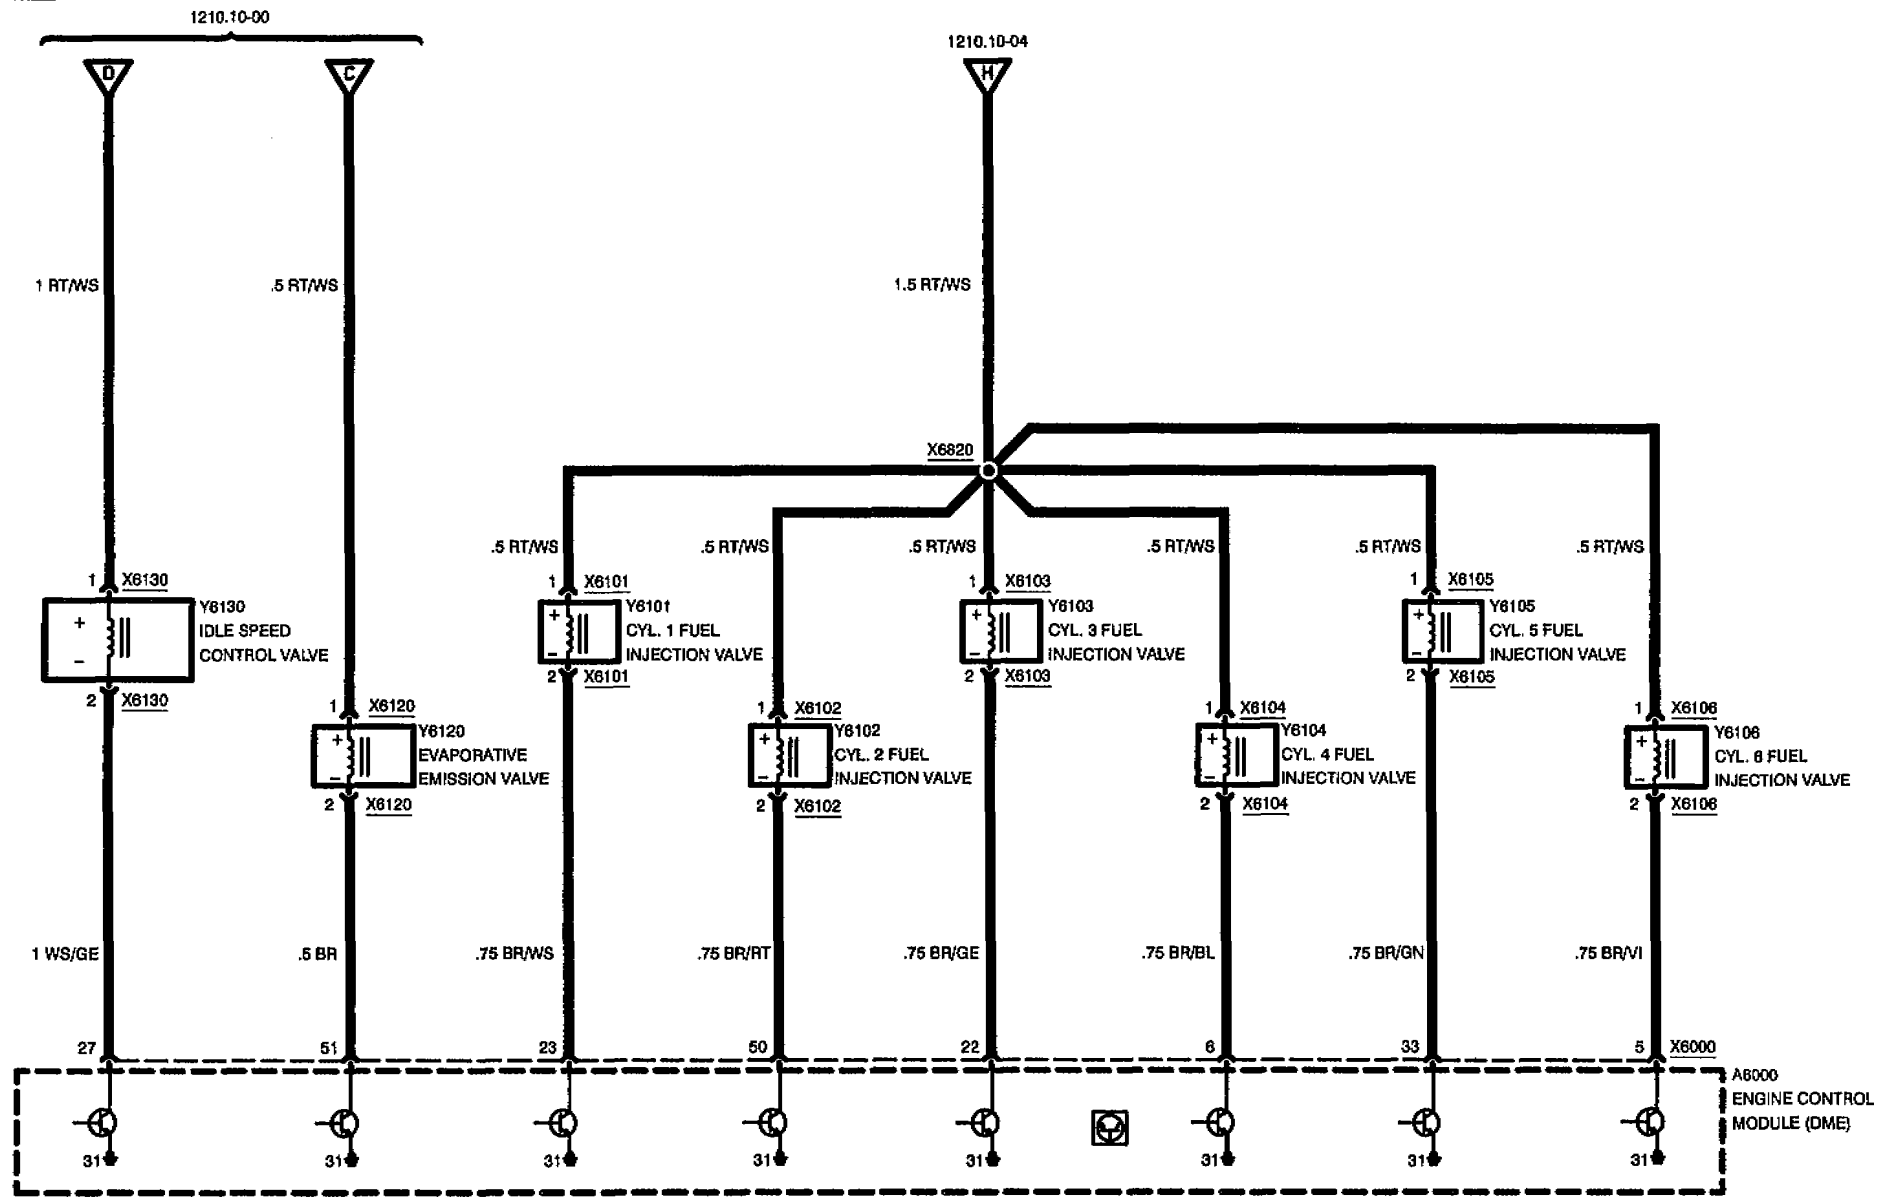 1210.10-00
1210.10-04
D
C
H
1 RT/WS
.5 RT/WS
1.5 RT/WS
X6820
.5 RT/WS
.5 RT/WS
.5 RT/WS
.5 RT/WS
.5 RT/WS
.5 RT/WS
1 X6130
Y6130
IDLE SPEED
CONTROL VALVE
+
−
2 X6130
1 X6101
Y6101
CYL. 1 FUEL
INJECTION VALVE
+
−
2 X6101
1 X6103
Y6103
CYL. 3 FUEL
INJECTION VALVE
+
−
2 X6103
1 X6105
Y6105
CYL. 5 FUEL
INJECTION VALVE
+
−
2 X6105
1 X6120
Y6120
EVAPORATIVE
EMISSION VALVE
+
−
2 X6120
1 X6102
Y6102
CYL. 2 FUEL
INJECTION VALVE
+
−
2 X6102
1 X6104
Y6104
CYL. 4 FUEL
INJECTION VALVE
+
−
2 X6104
1 X6106
Y6106
CYL. 6 FUEL
INJECTION VALVE
+
−
2 X6106
1 WS/GE
.5 BR
.75 BR/WS
.75 BR/RT
.75 BR/GE
.75 BR/BL
.75 BR/GN
.75 BR/VI
27
51
23
50
22
6
33
5
X6000
A6000
ENGINE CONTROL
MODULE (DME)
31
31
31
31
31
31
31
31